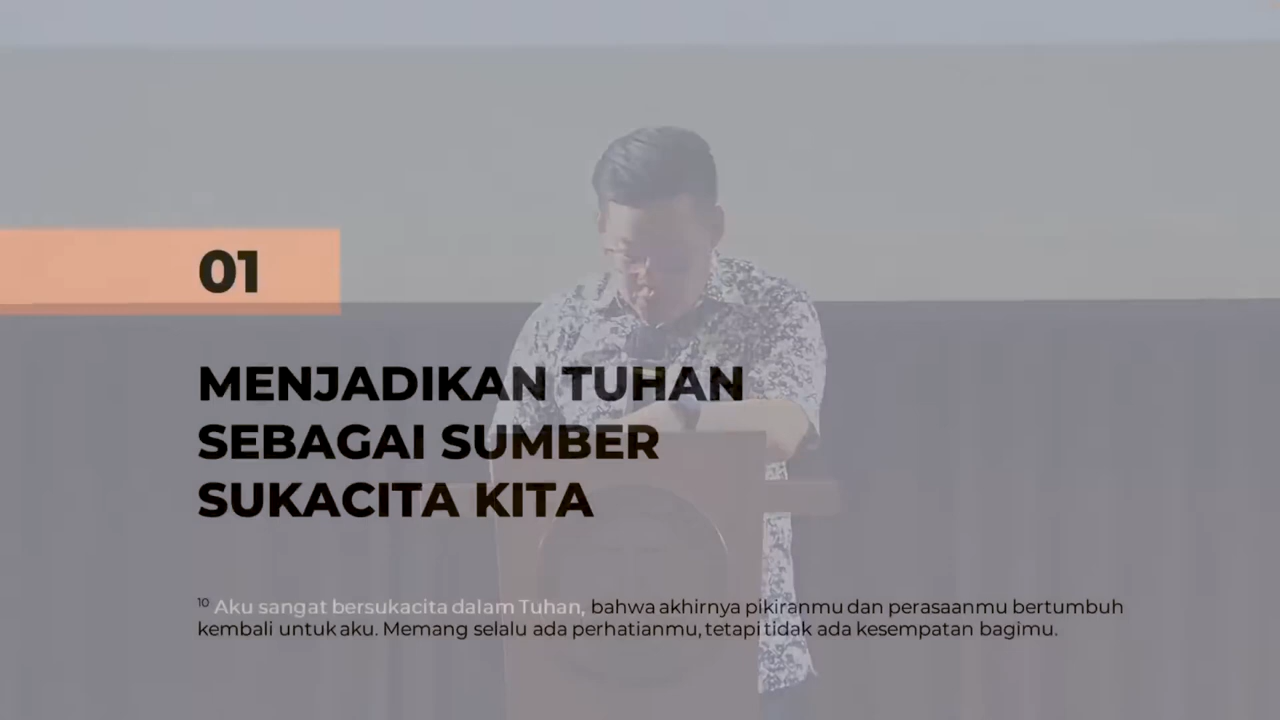 01
MENJADIKAN TUHAN
SEBAGAI SUMBER
SUKACITA KITA
10 Aku sangat bersukacita dalam Tuhan, bahwa akhirnya pikiranmu dan perasaanmu bertumbuh
kembali untuk aku. Memang selalu ada perhatianmu, tetapi tidak ada kesempatan bagimu.